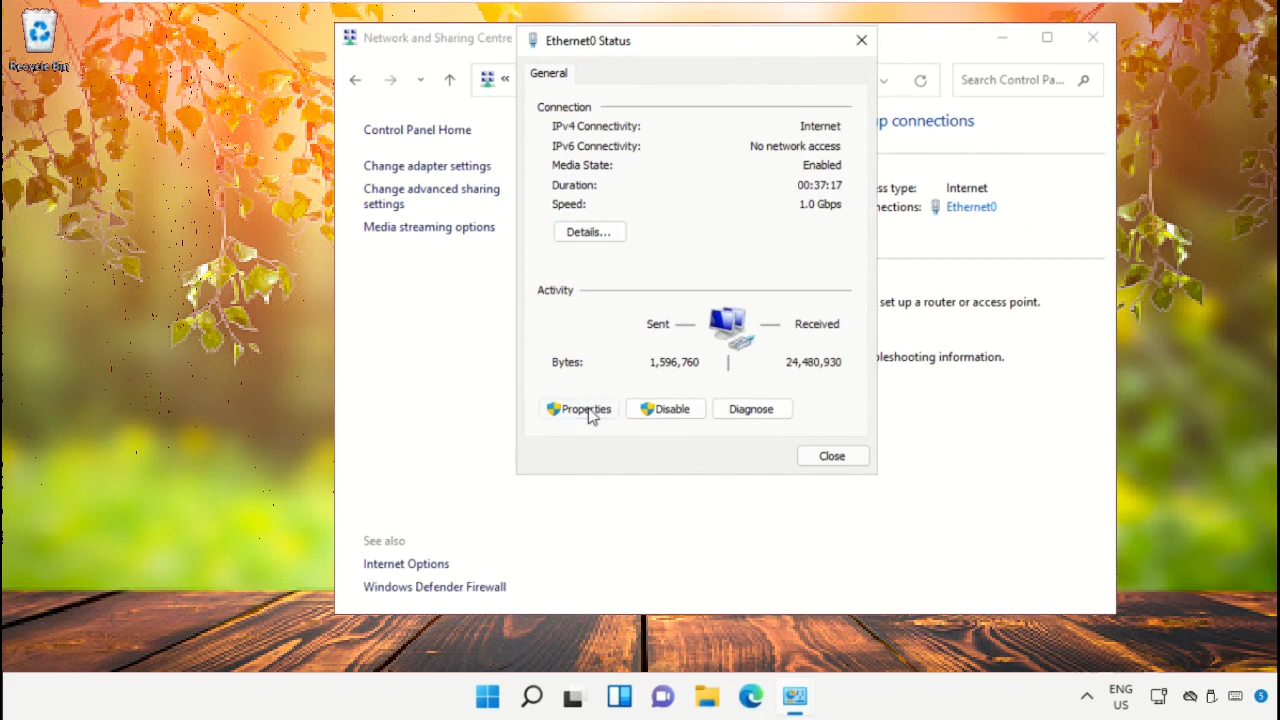 Recycle Bin
Network and Sharing Centre
Ethernet0 Status
«
Search Control Pa...
General
Control Panel Home
Change adapter settings
Change advanced sharing
settings
Media streaming options
Connection
IPv4 Connectivity: Internet
IPv6 Connectivity: No network access
Media State: Enabled
Duration: 00:37:17
Speed: 1.0 Gbps
Details...
Activity
Sent Received
Bytes: 1,596,760 24,480,930
Properties Disable Diagnose
Close
p connections
ss type: Internet
nections: Ethernet0
set up a router or access point.
bleshooting information.
See also
Internet Options
Windows Defender Firewall
ENG
US
5